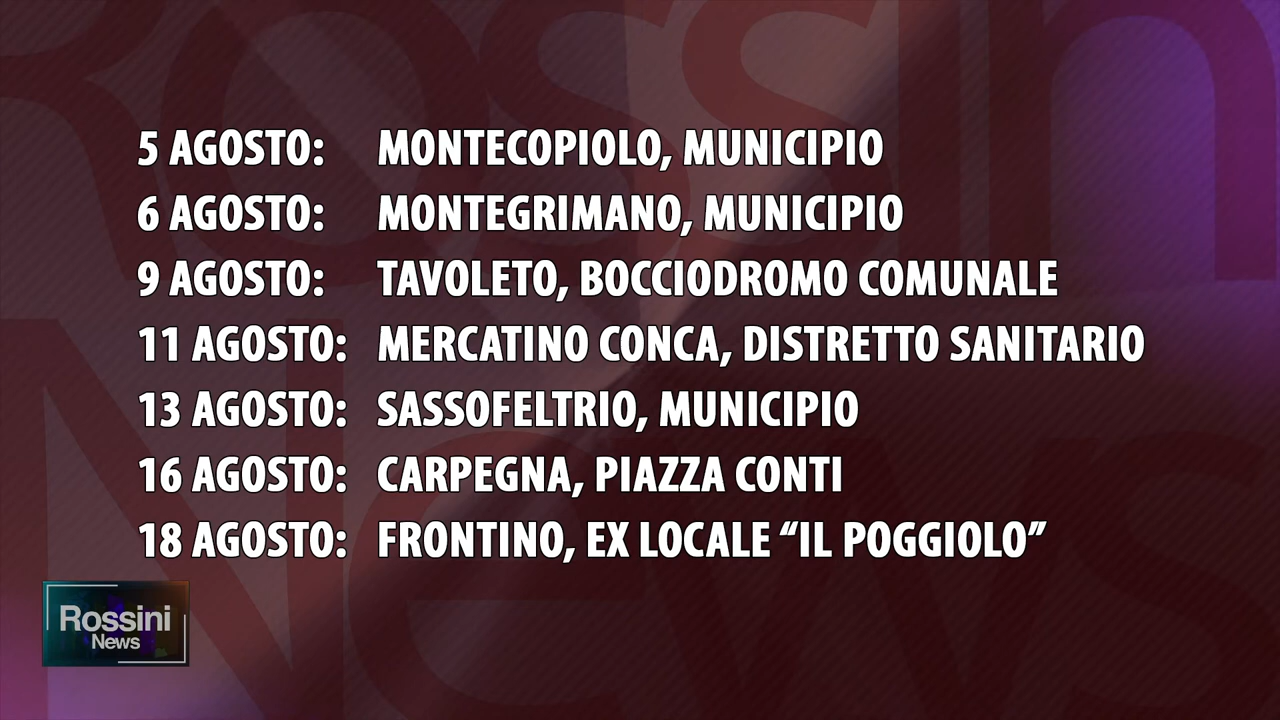 5 AGOSTO: MONTECOPIOLO, MUNICIPIO
6 AGOSTO: MONTEGRIMANO, MUNICIPIO
9 AGOSTO: TAVOLETO, BOCCIODROMO COMUNALE
11 AGOSTO: MERCATINO CONCA, DISTRETTO SANITARIO
13 AGOSTO: SASSOFELTRIO, MUNICIPIO
16 AGOSTO: CARPEGNA, PIAZZA CONTI
18 AGOSTO: FRONTINO, EX LOCALE “IL POGGIOLO”
Rossini
News